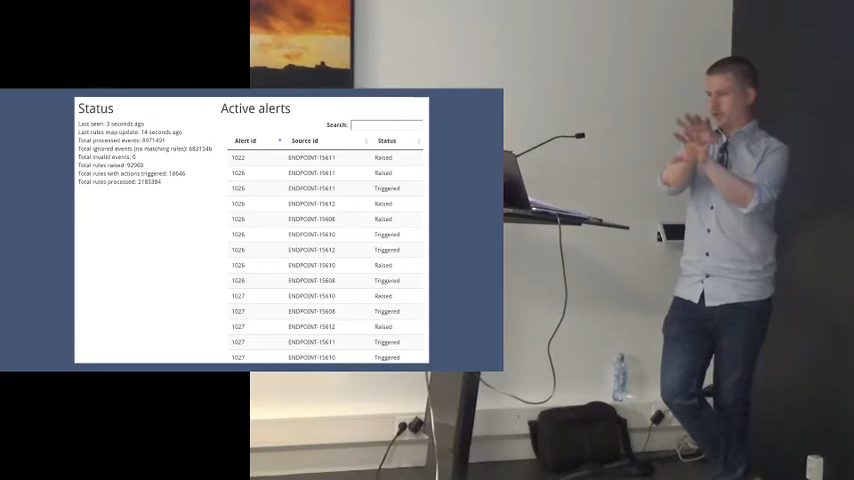 Status
Last seen: 3 seconds ago
Last rules map update: 14 seconds ago
Total processed events: 8971491
Total ignored events (no matching rules): 6831346
Total invalid events: 0
Total rules raised: 92960
Total rules with actions triggered: 18646
Total rules processed: 2185384
Active alerts
Search:
Alert id Source id Status
1022 ENDPOINT-15611 Raised
1026 ENDPOINT-15611 Raised
1026 ENDPOINT-15611 Triggered
1026 ENDPOINT-15612 Raised
1026 ENDPOINT-15608 Raised
1026 ENDPOINT-15610 Triggered
1026 ENDPOINT-15612 Triggered
1026 ENDPOINT-15610 Raised
1026 ENDPOINT-15608 Triggered
1027 ENDPOINT-15610 Raised
1027 ENDPOINT-15608 Triggered
1027 ENDPOINT-15612 Raised
1027 ENDPOINT-15611 Triggered
1027 ENDPOINT-15610 Triggered